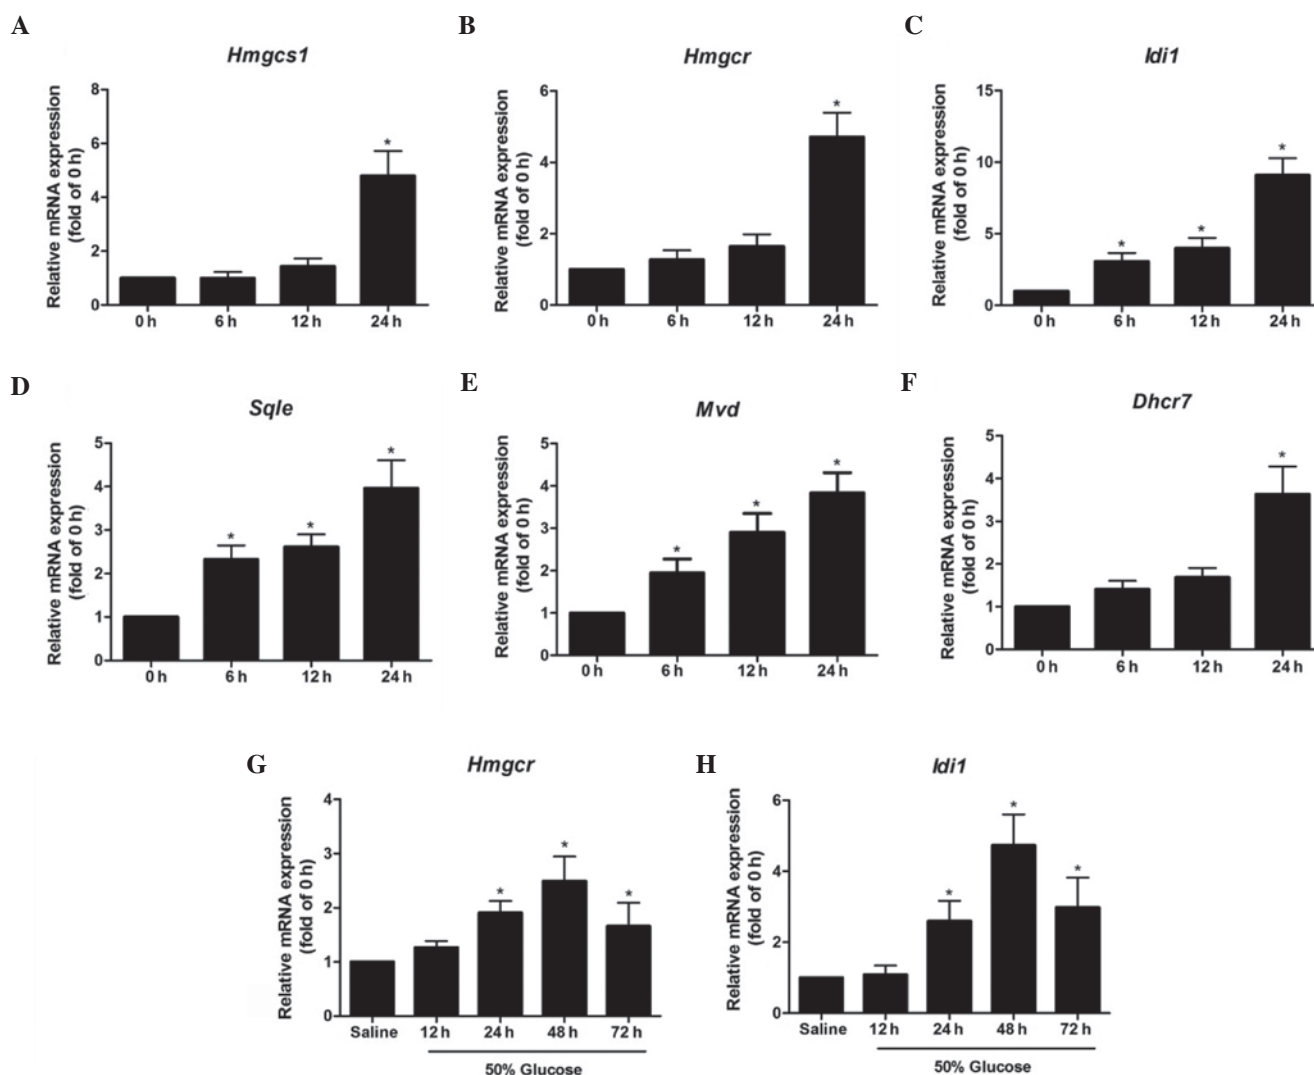 A
Hmgcs1
Relative mRNA expression
(fold of 0 h)
8
6
4
2
0
0 h 6 h 12 h 24 h
*
B
Hmgcr
Relative mRNA expression
(fold of 0 h)
6
4
2
0
0 h 6 h 12 h 24 h
*
C
Idi1
Relative mRNA expression
(fold of 0 h)
15
10
5
0
0 h 6 h 12 h 24 h
* * *
D
Sqle
Relative mRNA expression
(fold of 0 h)
5
4
3
2
1
0
0 h 6 h 12 h 24 h
* * *
E
Mvd
Relative mRNA expression
(fold of 0 h)
5
4
3
2
1
0
0 h 6 h 12 h 24 h
* * *
F
Dhcr7
Relative mRNA expression
(fold of 0 h)
5
4
3
2
1
0
0 h 6 h 12 h 24 h
*
G
Hmgcr
Relative mRNA expression
(fold of 0 h)
4
3
2
1
0
Saline 12 h 24 h 48 h 72 h
* * *
50% Glucose
H
Idi1
Relative mRNA expression
(fold of 0 h)
6
4
2
0
Saline 12 h 24 h 48 h 72 h
* * *
50% Glucose